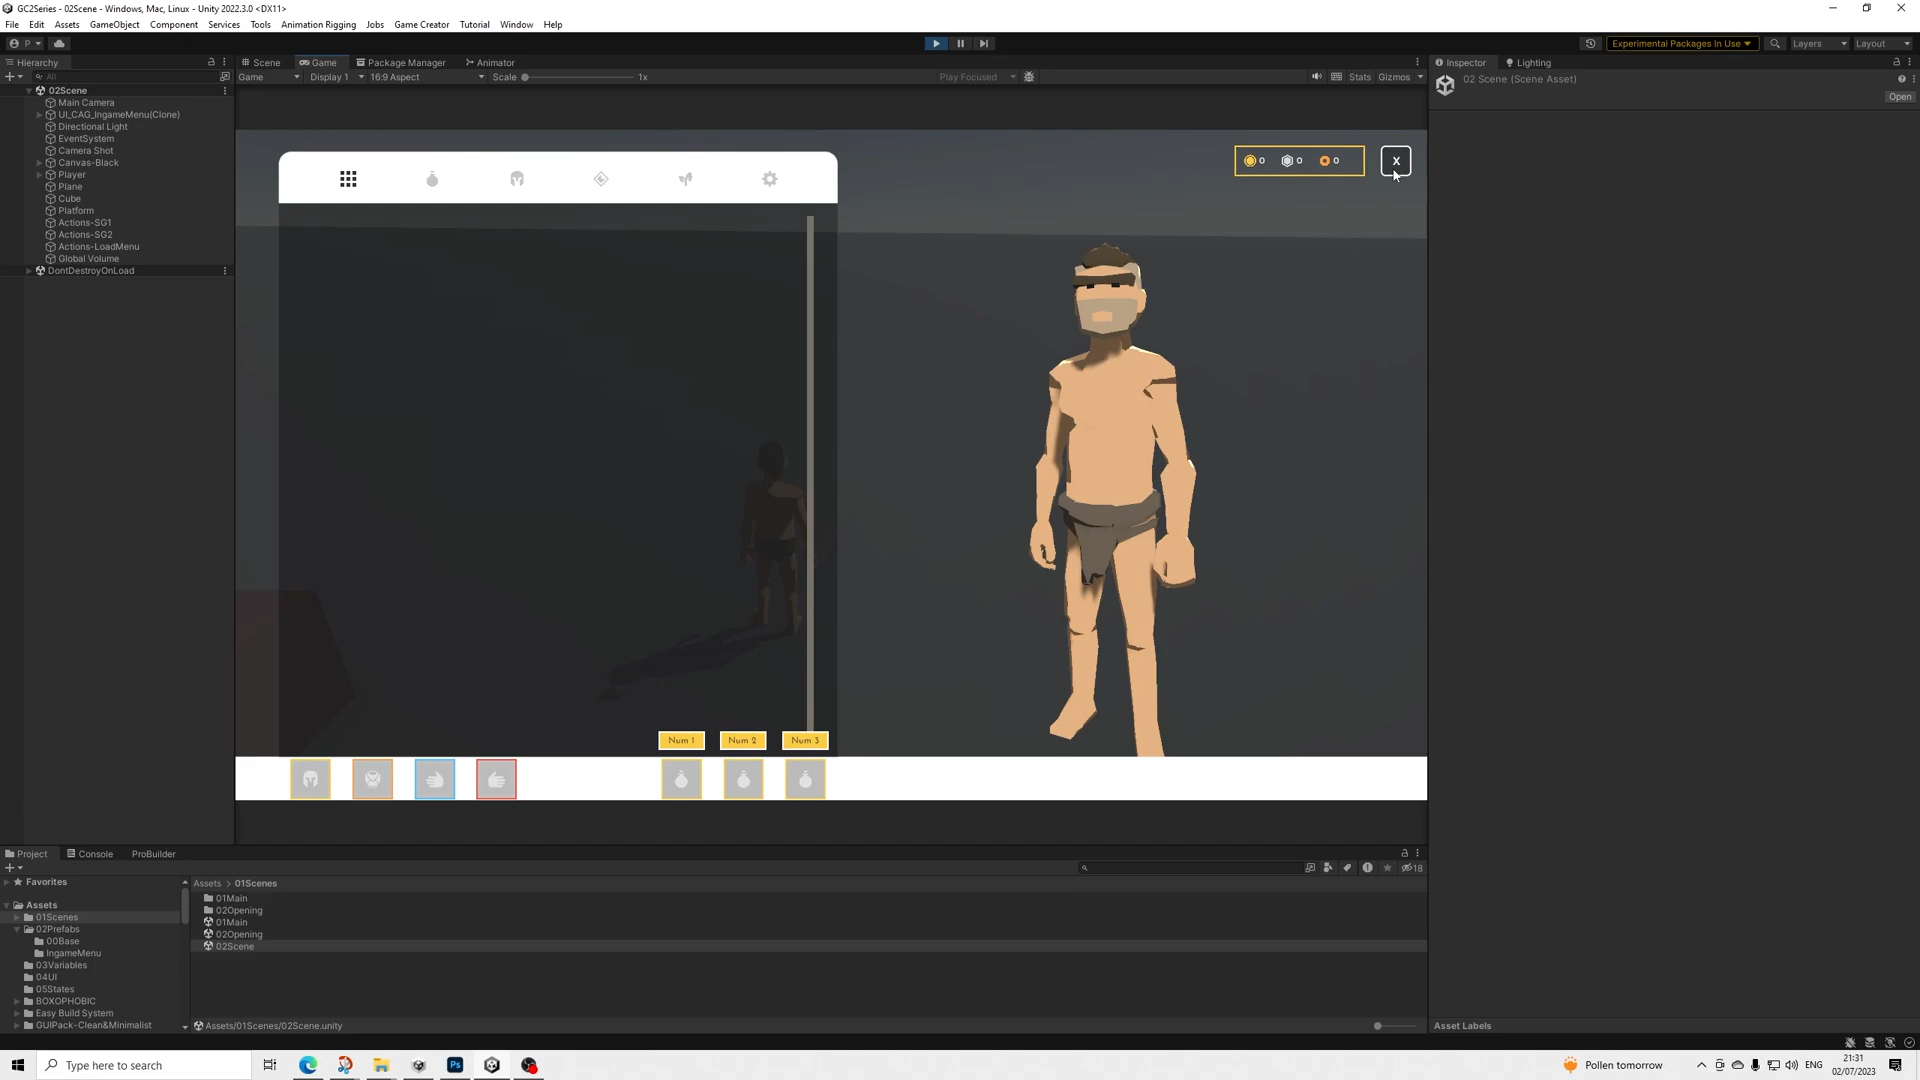 GC2Series - 02Scene - Windows, Mac, Linux - Unity 2022.3.0 <DX11>
File Edit Assets GameObject Component Services Tools Animation Rigging Jobs Game Creator Tutorial Window Help
P Experimental Packages In Use Layers Layout
Hierarchy Scene Game Package Manager Animator Inspector Lighting
All Game Display 1 16:9 Aspect Scale 1x Play Focused Stats Gizmos 02 Scene (Scene Asset)
02Scene Open
Main Camera
UI_CAG_IngameMenu(Clone)
Directional Light
EventSystem
Camera Shot
Canvas-Black
Player
Plane
Cube
Platform
Actions-SG1
Actions-SG2
Actions-LoadMenu
Global Volume
DontDestroyOnLoad
0 0 0 X
Num 1 Num 2 Num 3
Project Console ProBuilder
18
Favorites Assets > 01Scenes
01Main
Assets 02Opening
01Scenes 01Main
02Prefabs 02Opening
00Base 02Scene
IngameMenu
03Variables
04UI
05States
BOXOPHOBIC
Easy Build System
GUIPack-Clean&Minimalist Assets/01Scenes/02Scene.unity Asset Labels
Type here to search Ps Pollen tomorrow ENG 21:31
02/07/2023